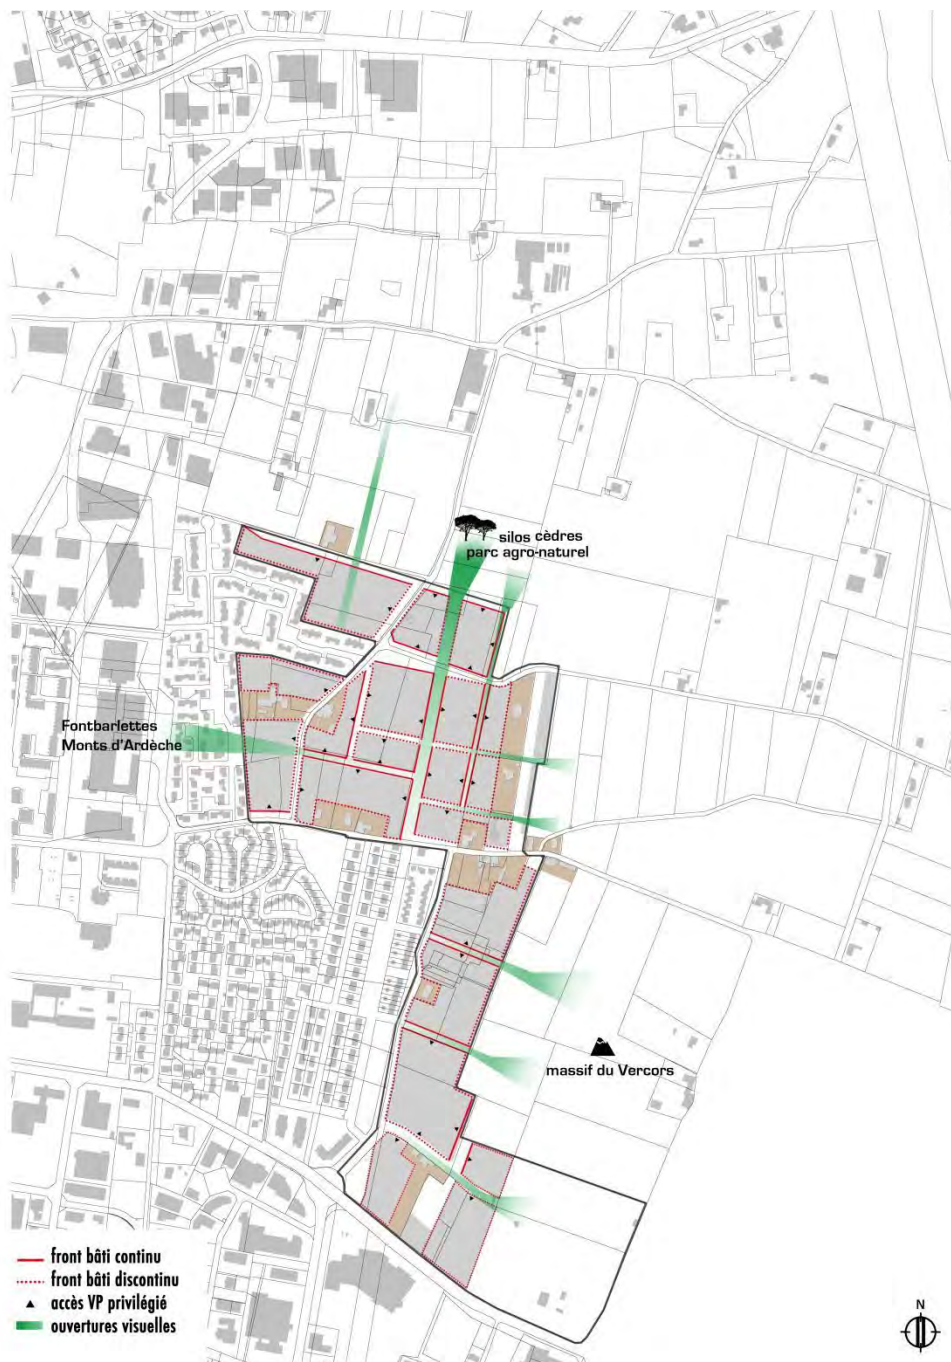 silos cèdres
parc agro-naturel
Fontbarlettes
Monts d'Ardèche
massif du Vercors
front bâti continu
front bâti discontinu
accès VP privilégié
ouvertures visuelles
N